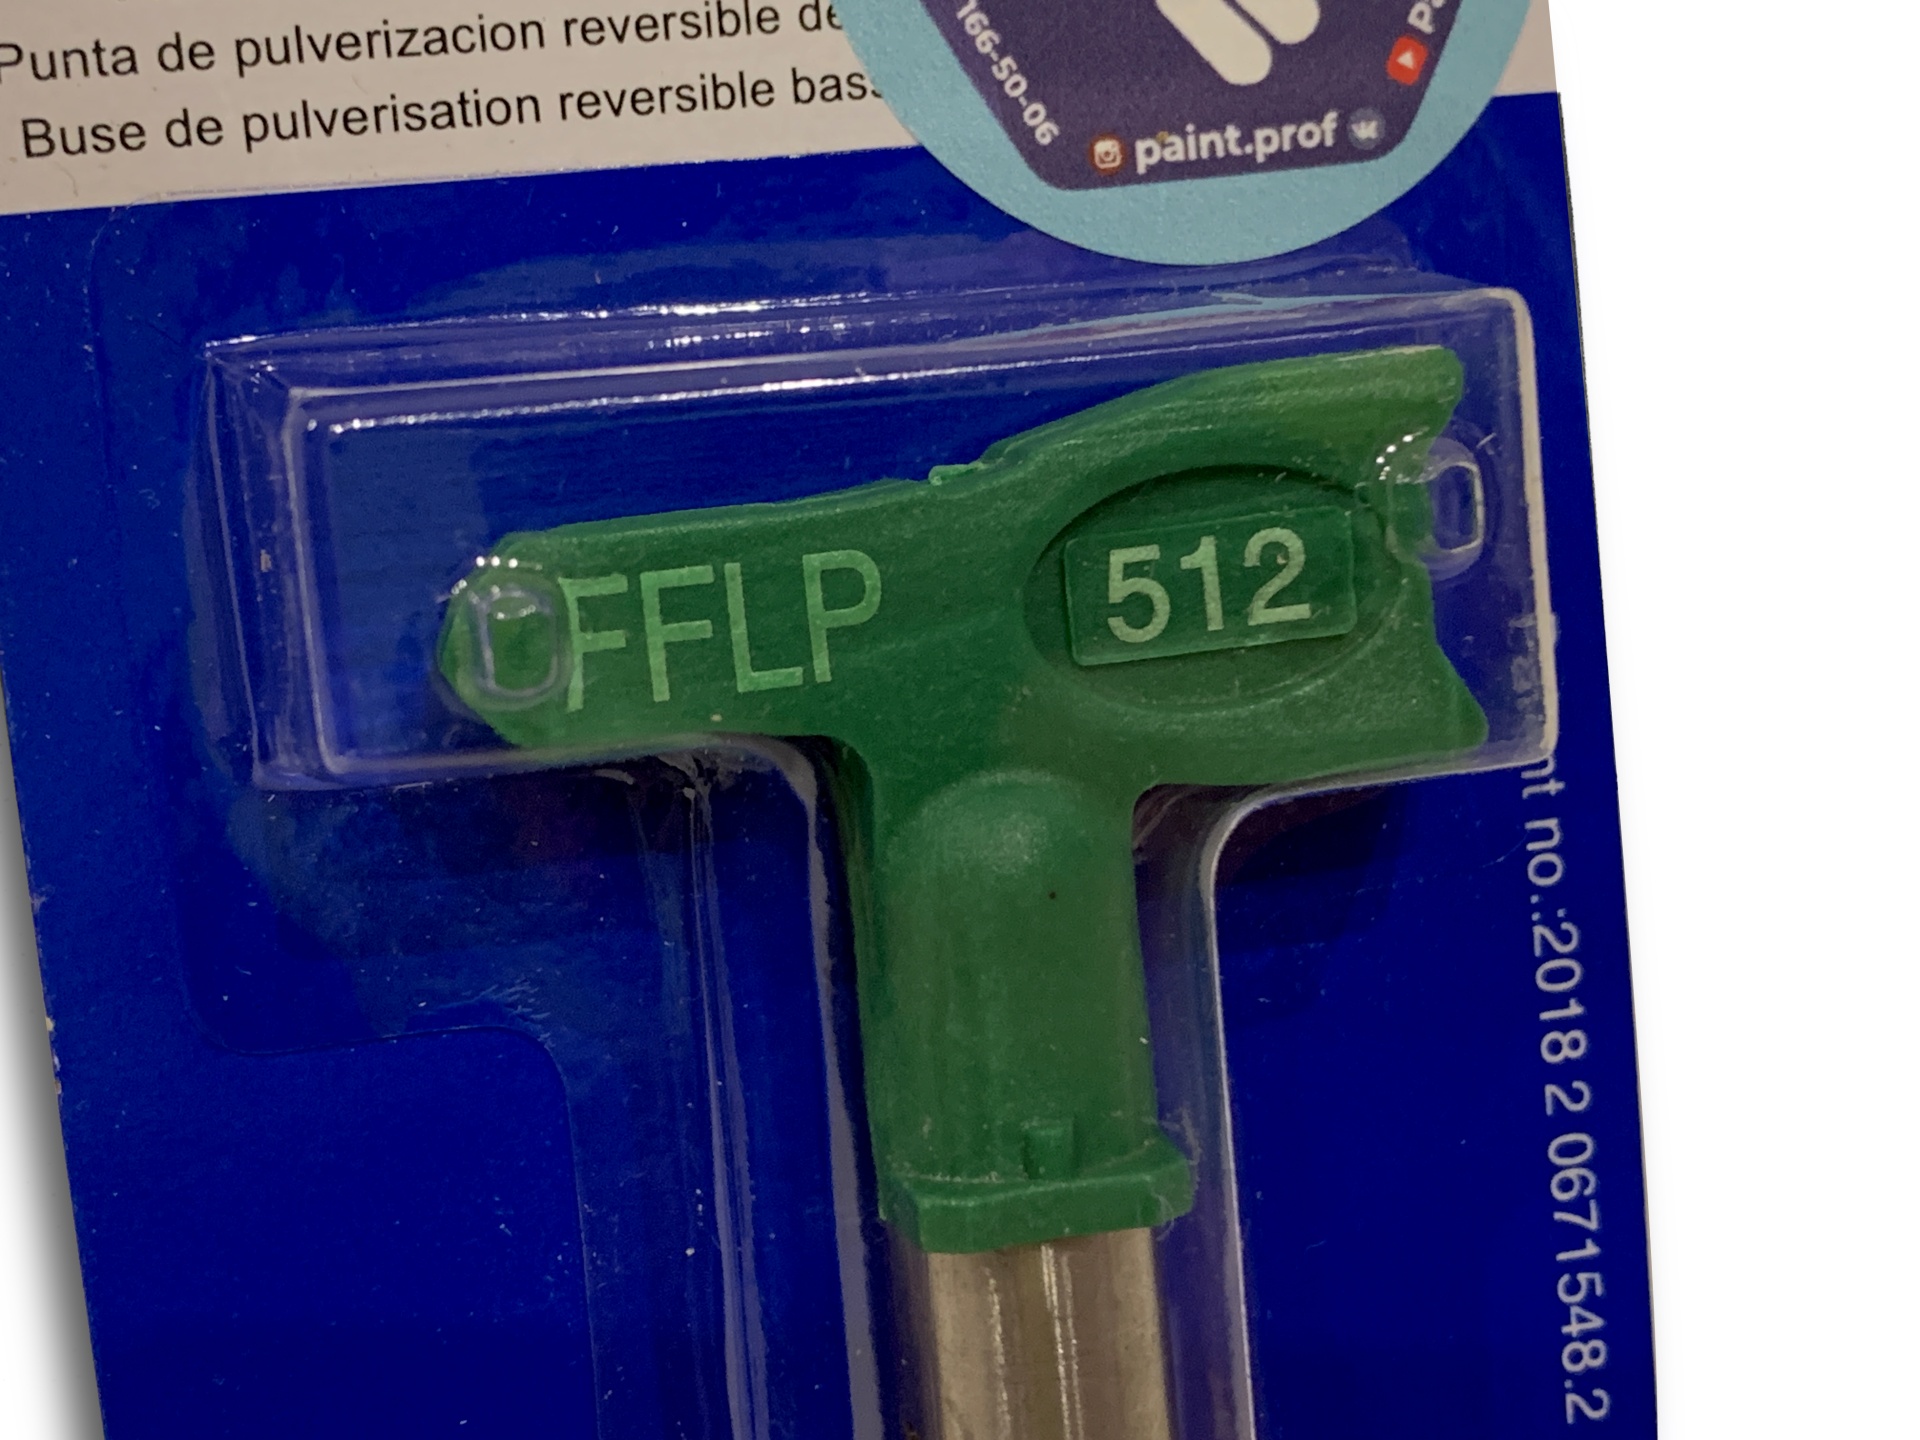 Punta de pulverizacion reversible de
Buse de pulverisation reversible bas
166-50-06
paint.prof
FFLP
512
nt no.:2018 2 0671548.2